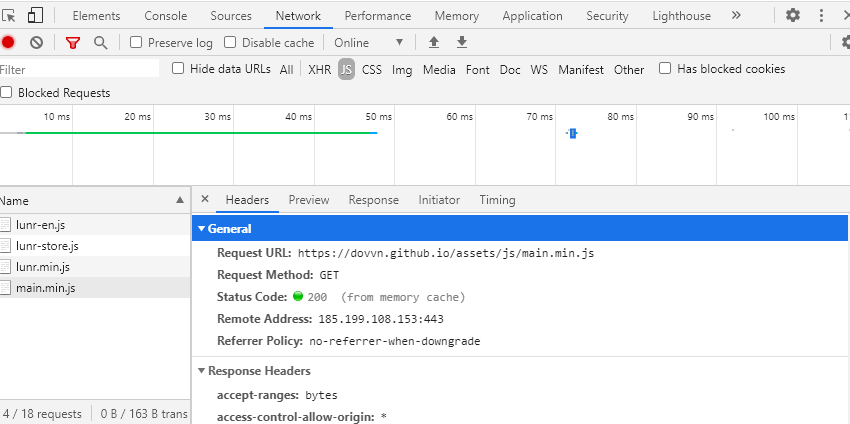 Elements Console Sources Network Performance Memory Application Security Lighthouse
Preserve log Disable cache Online
Filter Hide data URLs All XHR JS CSS Img Media Font Doc WS Manifest Other Has blocked cookies
Blocked Requests
10 ms 20 ms 30 ms 40 ms 50 ms 60 ms 70 ms 80 ms 90 ms 100 ms
Name
lunr-en.js
lunr-store.js
lunr.min.js
main.min.js
4 / 18 requests 0 B / 163 B trans
× Headers Preview Response Initiator Timing
General
Request URL: https://dovvn.github.io/assets/js/main.min.js
Request Method: GET
Status Code: 200 (from memory cache)
Remote Address: 185.199.108.153:443
Referrer Policy: no-referrer-when-downgrade
Response Headers
accept-ranges: bytes
access-control-allow-origin: *